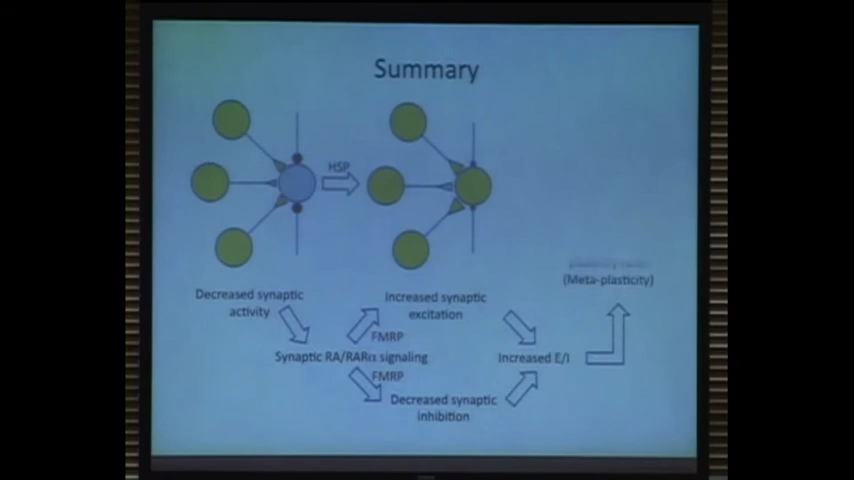 Summary
HSP
(Meta-plasticity)
Decreased synaptic
activity
Increased synaptic
excitation
FMRP
Synaptic RA/RARα signaling
Increased E/I
FMRP
Decreased synaptic
inhibition